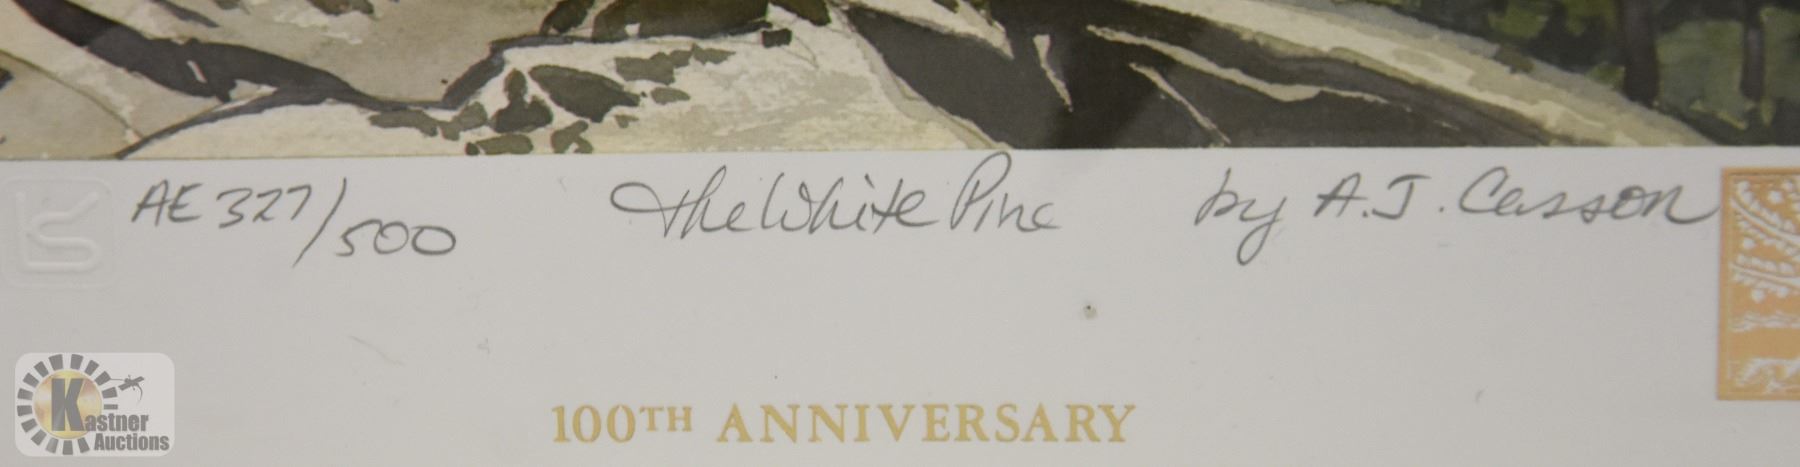 AE 327/500 The White Pine by A.J. Casson
100TH ANNIVERSARY
Kastner
Auctions